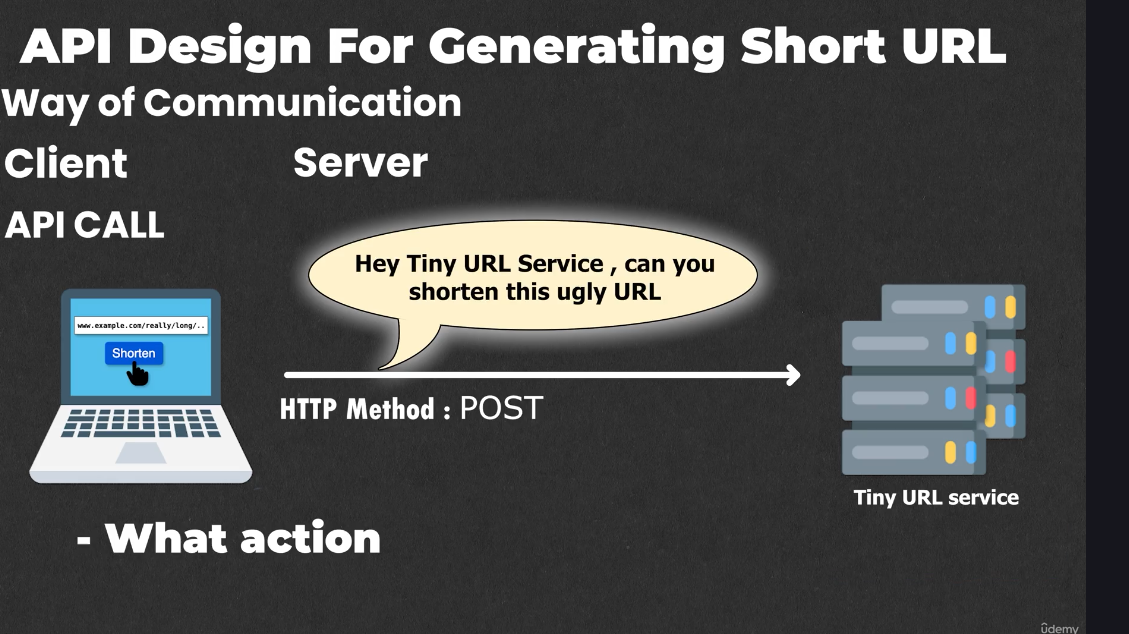 API Design For Generating Short URL
Way of Communication
Client Server
API CALL
Hey Tiny URL Service , can you
shorten this ugly URL
www.example.com/really/long/..
Shorten
HTTP Method : POST
Tiny URL service
- What action
ûdemy